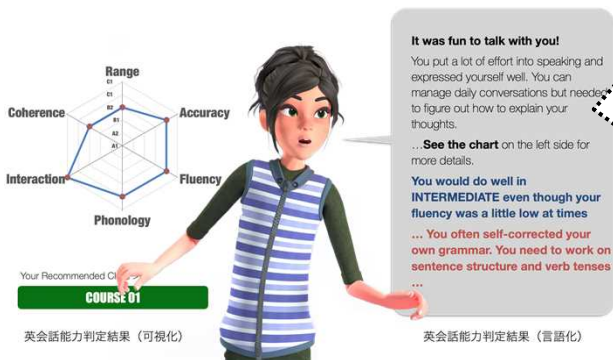 Range
C1
C1
B2
B1
A2
A1
Coherence
Accuracy
Interaction
Fluency
Phonology
Your Recommended
COURSE 01
英会話能力判定結果（可視化）
It was fun to talk with you!
You put a lot of effort into speaking and
expressed yourself well. You can
manage daily conversations but needed
to figure out how to explain your
thoughts.
…See the chart on the left side for
more details.
You would do well in
INTERMEDIATE even though your
fluency was a little low at times
… You often self-corrected your
own grammar. You need to work on
sentence structure and verb tenses
…
英会話能力判定結果（言語化）